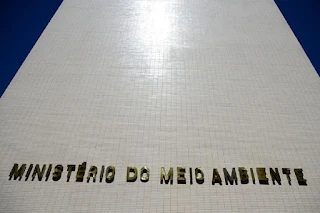 MINISTÉRIO DO MEIO AMBIENTE